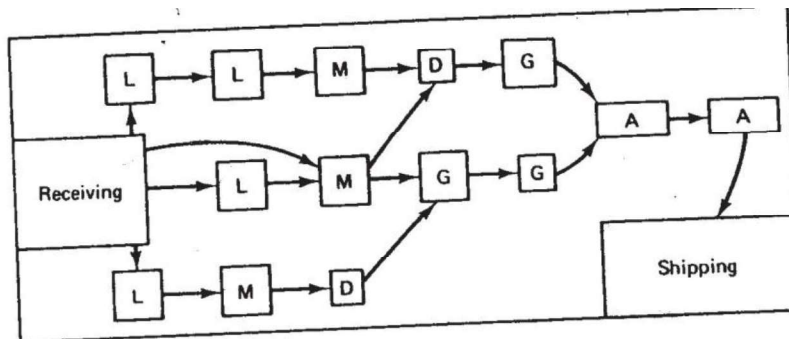 L L M D G
A A
Receiving L M G G
L M D
Shipping